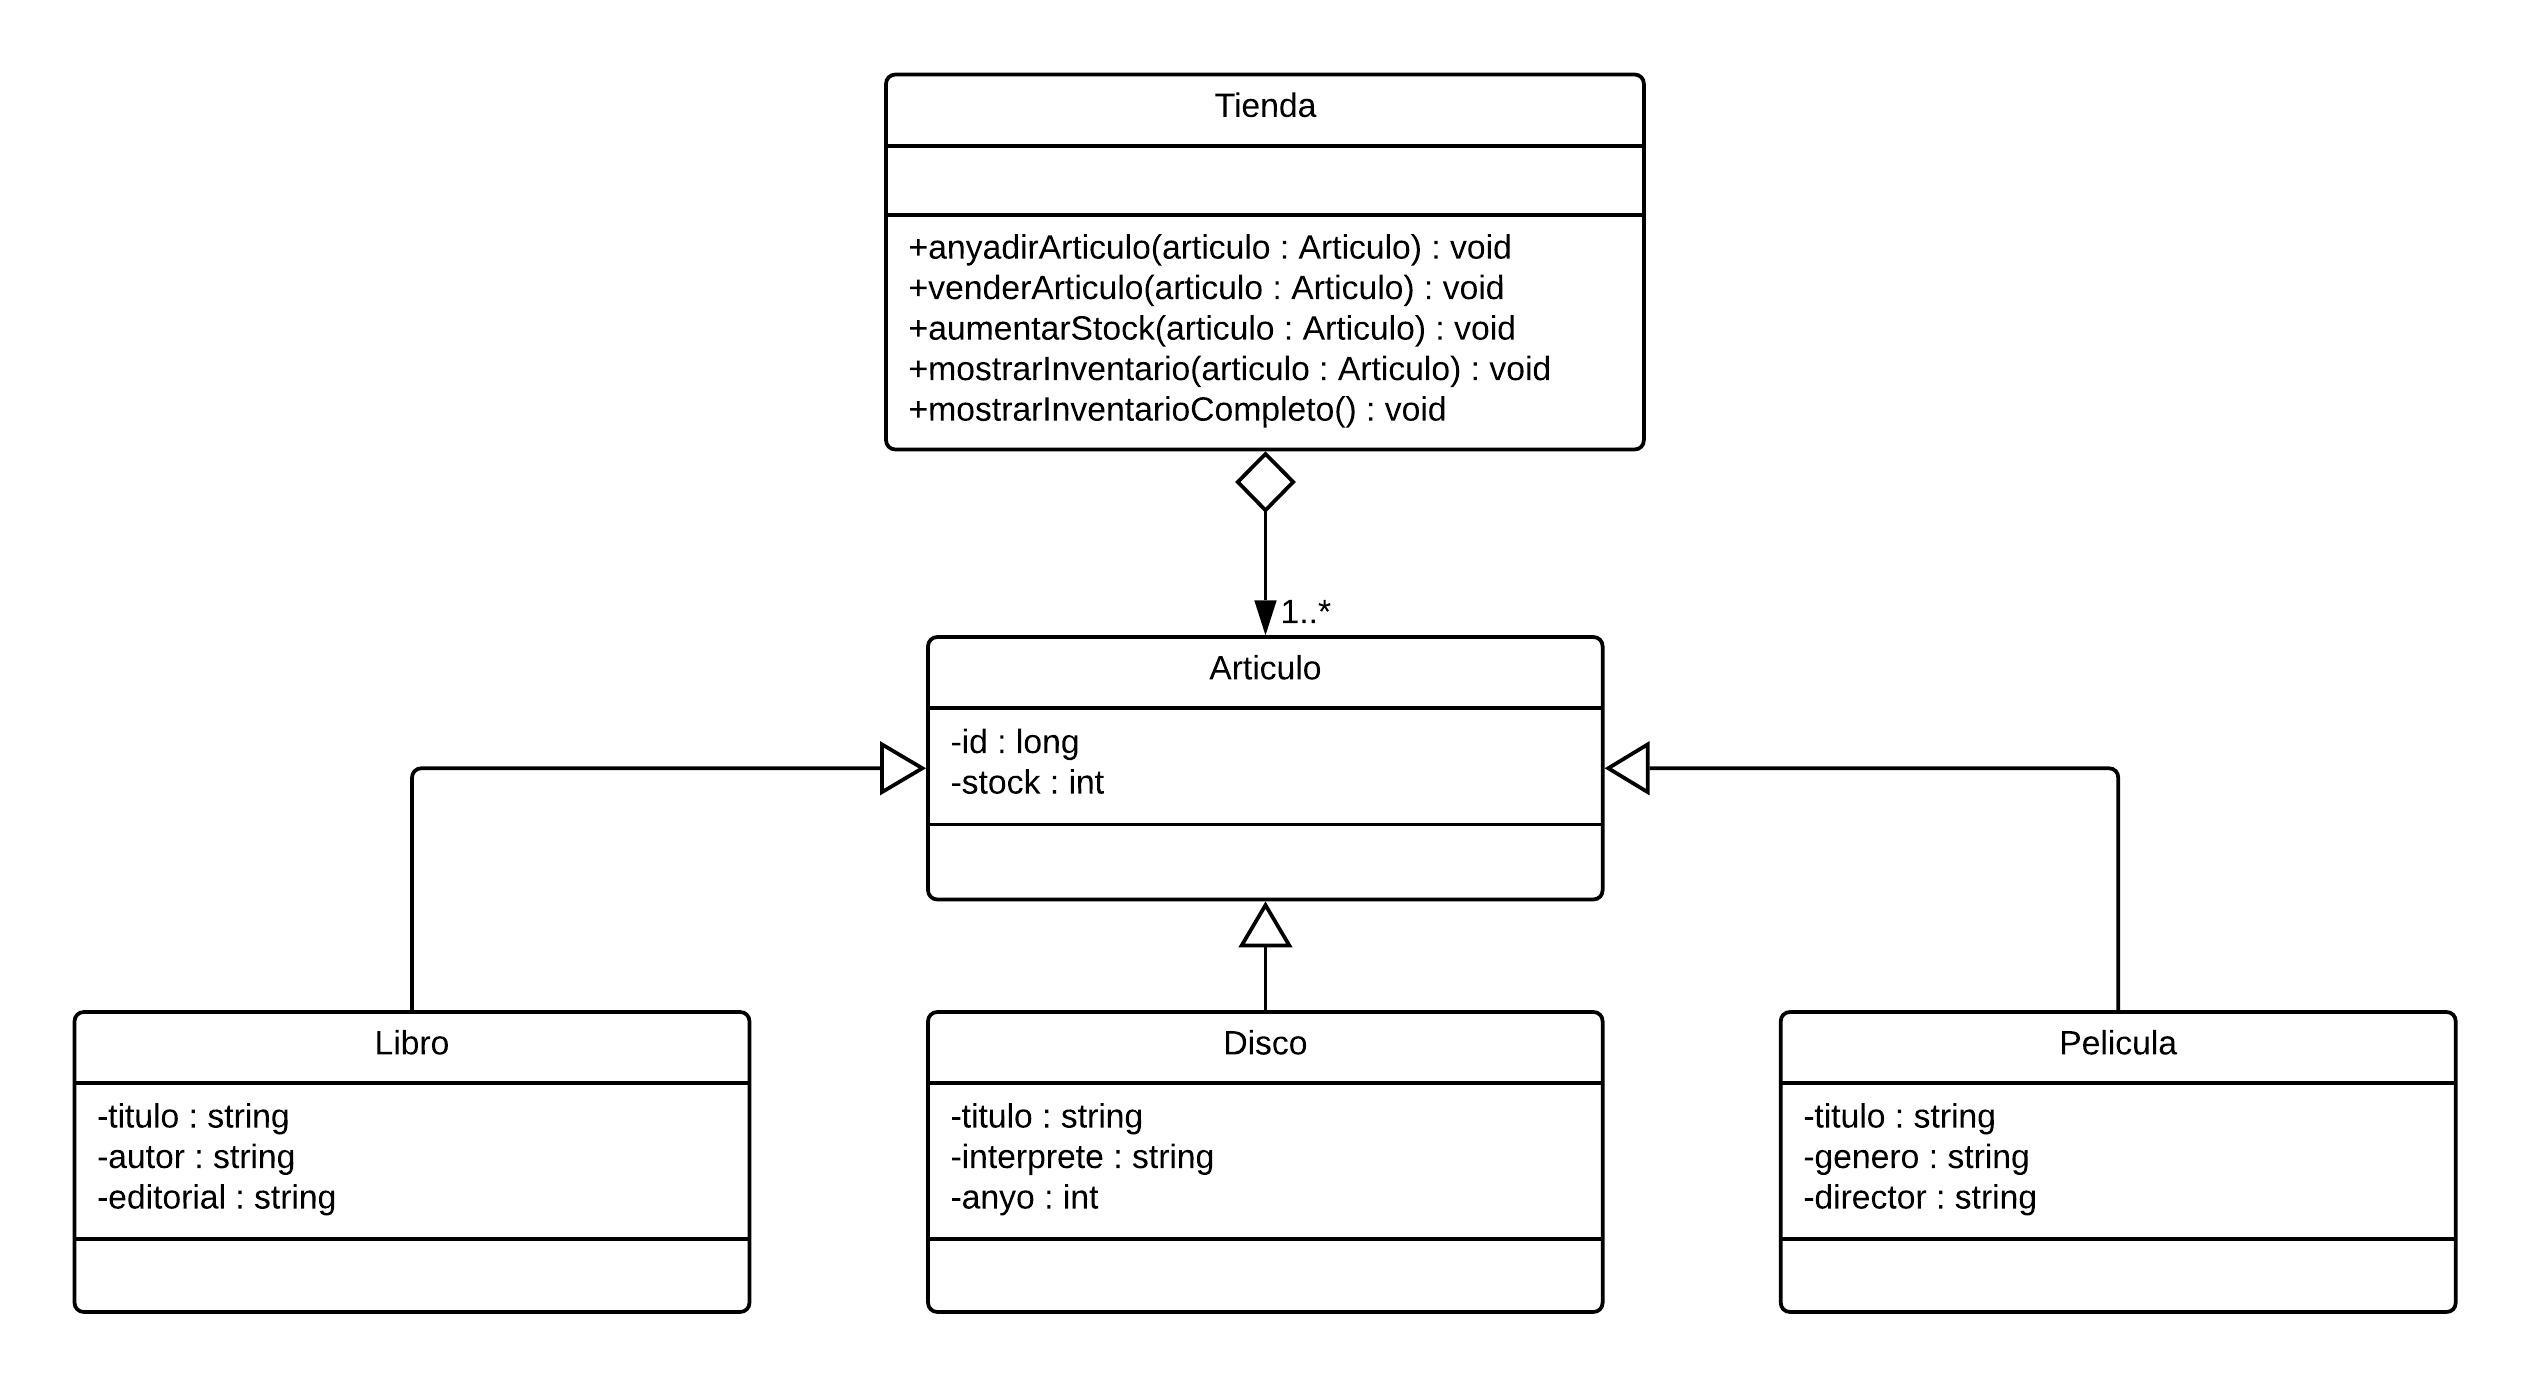 Tienda
+anyadirArticulo(articulo : Articulo) : void
+venderArticulo(articulo : Articulo) : void
+aumentarStock(articulo : Articulo) : void
+mostrarInventario(articulo : Articulo) : void
+mostrarInventarioCompleto() : void
1..*
Articulo
-id : long
-stock : int
Libro
-titulo : string
-autor : string
-editorial : string
Disco
-titulo : string
-interprete : string
-anyo : int
Pelicula
-titulo : string
-genero : string
-director : string